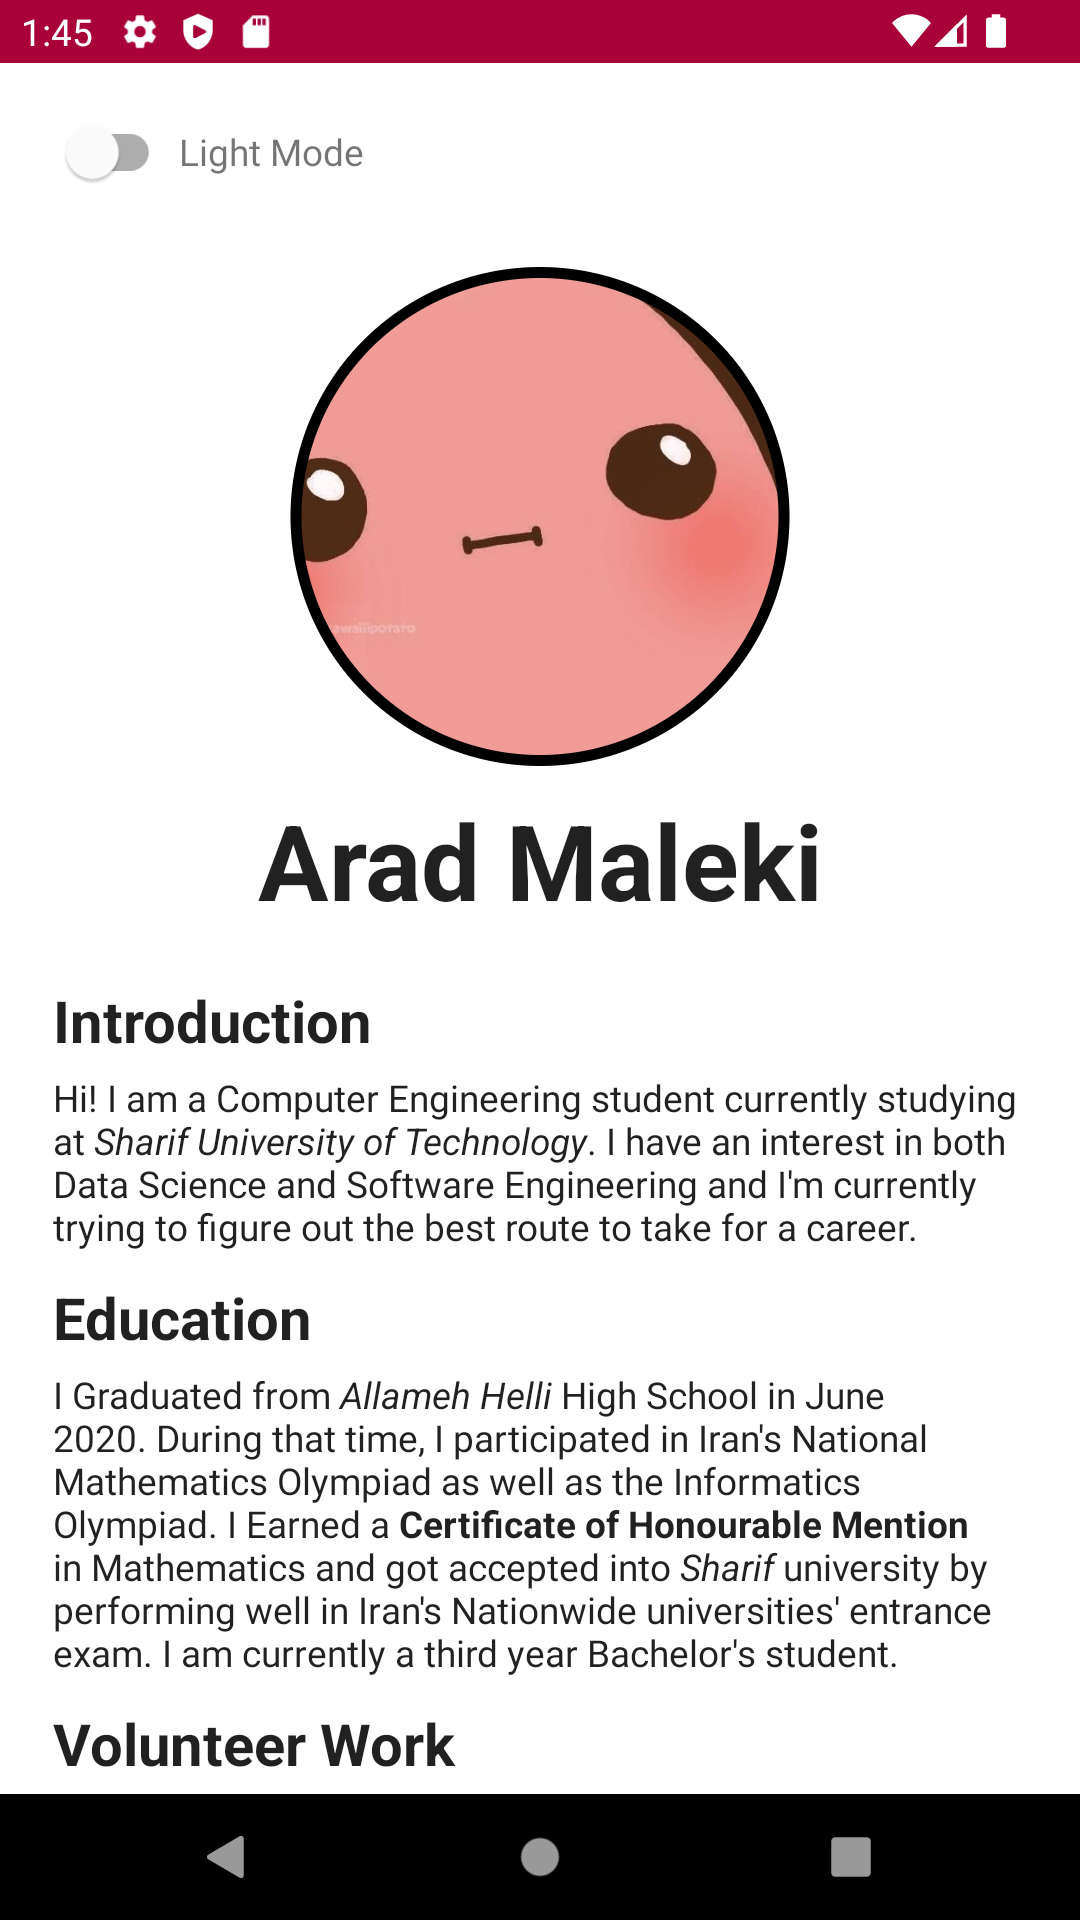 1:45
Light Mode
awaiiipotato
Arad Maleki
Introduction
Hi! I am a Computer Engineering student currently studying
at Sharif University of Technology. I have an interest in both
Data Science and Software Engineering and I'm currently
trying to figure out the best route to take for a career.
Education
I Graduated from Allameh Helli High School in June
2020. During that time, I participated in Iran's National
Mathematics Olympiad as well as the Informatics
Olympiad. I Earned a Certificate of Honourable Mention
in Mathematics and got accepted into Sharif university by
performing well in Iran's Nationwide universities' entrance
exam. I am currently a third year Bachelor's student.
Volunteer Work